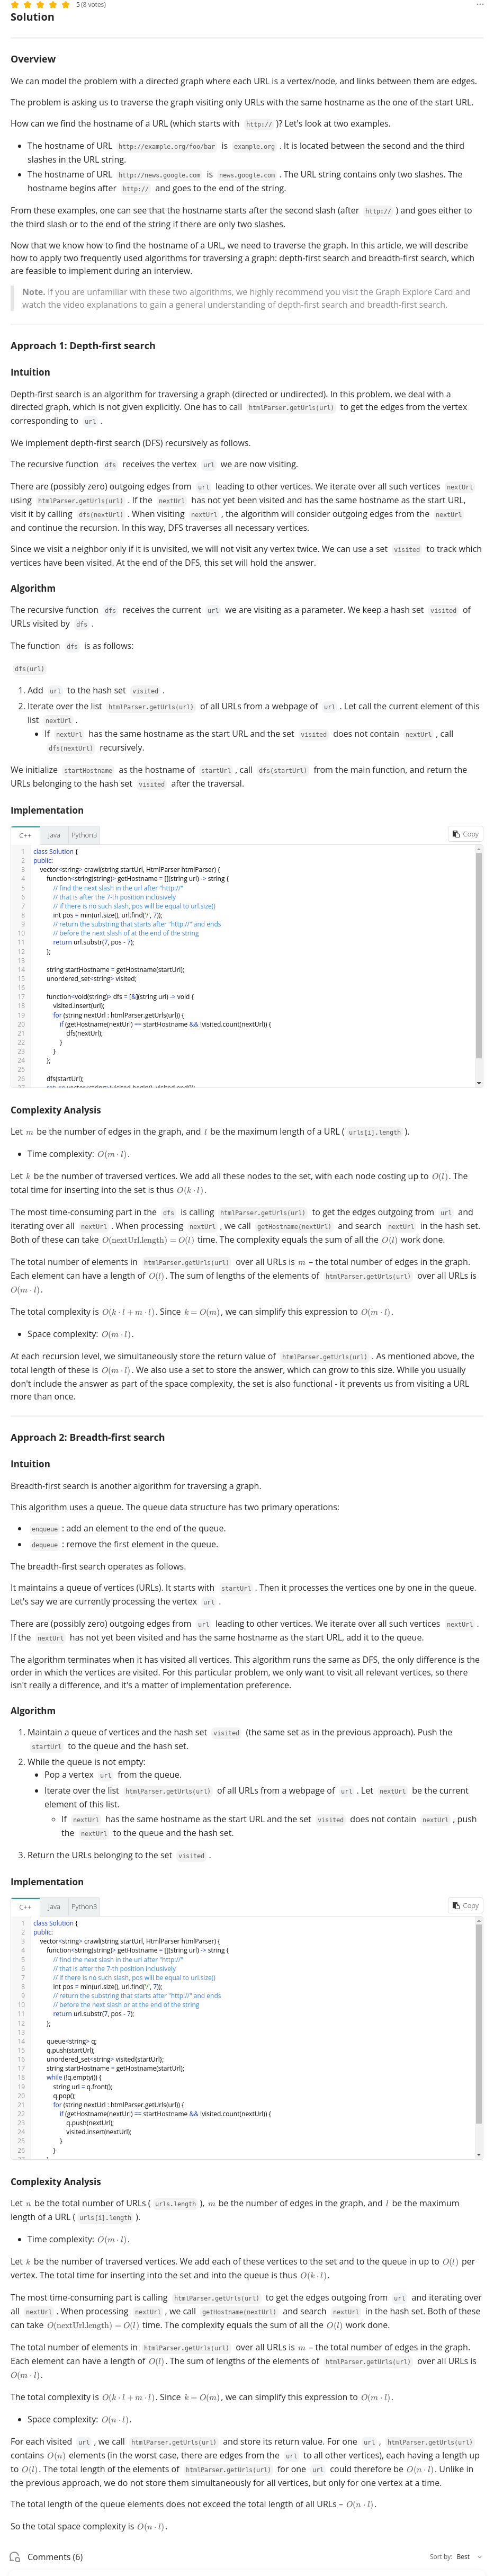 5 (8 votes)
Solution
Overview
We can model the problem with a directed graph where each URL is a vertex/node, and links between them are edges.
The problem is asking us to traverse the graph visiting only URLs with the same hostname as the one of the start URL.
How can we find the hostname of a URL (which starts with http:// )? Let's look at two examples.
• The hostname of URL http://example.org/foo/bar is example.org . It is located between the second and the third
slashes in the URL string.
• The hostname of URL http://news.google.com is news.google.com . The URL string contains only two slashes. The
hostname begins after http:// and goes to the end of the string.
From these examples, one can see that the hostname starts after the second slash (after http:// ) and goes either to
the third slash or to the end of the string if there are only two slashes.
Now that we know how to find the hostname of a URL, we need to traverse the graph. In this article, we will describe
how to apply two frequently used algorithms for traversing a graph: depth-first search and breadth-first search, which
are feasible to implement during an interview.
Note. If you are unfamiliar with these two algorithms, we highly recommend you visit the Graph Explore Card and
watch the video explanations to gain a general understanding of depth-first search and breadth-first search.
Approach 1: Depth-first search
Intuition
Depth-first search is an algorithm for traversing a graph (directed or undirected). In this problem, we deal with a
directed graph, which is not given explicitly. One has to call htmlParser.getUrls(url) to get the edges from the vertex
corresponding to url .
We implement depth-first search (DFS) recursively as follows.
The recursive function dfs receives the vertex url we are now visiting.
There are (possibly zero) outgoing edges from url leading to other vertices. We iterate over all such vertices nextUrl
using htmlParser.getUrls(url) . If the nextUrl has not yet been visited and has the same hostname as the start URL,
visit it by calling dfs(nextUrl) . When visiting nextUrl , the algorithm will consider outgoing edges from the nextUrl
and continue the recursion. In this way, DFS traverses all necessary vertices.
Since we visit a neighbor only if it is unvisited, we will not visit any vertex twice. We can use a set visited to track which
vertices have been visited. At the end of the DFS, this set will hold the answer.
Algorithm
The recursive function dfs receives the current url we are visiting as a parameter. We keep a hash set visited of
URLs visited by dfs .
The function dfs is as follows:
dfs(url)
1. Add url to the hash set visited .
2. Iterate over the list htmlParser.getUrls(url) of all URLs from a webpage of url . Let call the current element of this
list nextUrl .
• If nextUrl has the same hostname as the start URL and the set visited does not contain nextUrl , call
dfs(nextUrl) recursively.
We initialize startHostname as the hostname of startUrl , call dfs(startUrl) from the main function, and return the
URLs belonging to the hash set visited after the traversal.
Implementation
C++ Java Python3 Copy
1 class Solution {
2 public:
3 vector<string> crawl(string startUrl, HtmlParser htmlParser) {
4 function<string(string)> getHostname = [](string url) -> string {
5 // find the next slash in the url after "http://"
6 // that is after the 7-th position inclusively
7 // if there is no such slash, pos will be equal to url.size()
8 int pos = min(url.size(), url.find('/', 7));
9 // return the substring that starts after "http://" and ends
10 // before the next slash of at the end of the string
11 return url.substr(7, pos - 7);
12 };
13
14 string startHostname = getHostname(startUrl);
15 unordered_set<string> visited;
16
17 function<void(string)> dfs = [&](string url) -> void {
18 visited.insert(url);
19 for (string nextUrl : htmlParser.getUrls(url)) {
20 if (getHostname(nextUrl) == startHostname && !visited.count(nextUrl)) {
21 dfs(nextUrl);
22 }
23 }
24 };
25
26 dfs(startUrl);
Complexity Analysis
Let m be the number of edges in the graph, and l be the maximum length of a URL ( urls[i].length ).
• Time complexity: O(m · l).
Let k be the number of traversed vertices. We add all these nodes to the set, with each node costing up to O(l). The
total time for inserting into the set is thus O(k · l).
The most time-consuming part in the dfs is calling htmlParser.getUrls(url) to get the edges outgoing from url and
iterating over all nextUrl . When processing nextUrl , we call getHostname(nextUrl) and search nextUrl in the hash set.
Both of these can take O(nextUrl.length) = O(l) time. The complexity equals the sum of all the O(l) work done.
The total number of elements in htmlParser.getUrls(url) over all URLs is m – the total number of edges in the graph.
Each element can have a length of O(l). The sum of lengths of the elements of htmlParser.getUrls(url) over all URLs is
O(m · l).
The total complexity is O(k · l + m · l). Since k = O(m), we can simplify this expression to O(m · l).
• Space complexity: O(m · l).
At each recursion level, we simultaneously store the return value of htmlParser.getUrls(url) . As mentioned above, the
total length of these is O(m · l). We also use a set to store the answer, which can grow to this size. While you usually
don't include the answer as part of the space complexity, the set is also functional - it prevents us from visiting a URL
more than once.
Approach 2: Breadth-first search
Intuition
Breadth-first search is another algorithm for traversing a graph.
This algorithm uses a queue. The queue data structure has two primary operations:
• enqueue : add an element to the end of the queue.
• dequeue : remove the first element in the queue.
The breadth-first search operates as follows.
It maintains a queue of vertices (URLs). It starts with startUrl . Then it processes the vertices one by one in the queue.
Let's say we are currently processing the vertex url .
There are (possibly zero) outgoing edges from url leading to other vertices. We iterate over all such vertices nextUrl .
If the nextUrl has not yet been visited and has the same hostname as the start URL, add it to the queue.
The algorithm terminates when it has visited all vertices. This algorithm runs the same as DFS, the only difference is the
order in which the vertices are visited. For this particular problem, we only want to visit all relevant vertices, so there
isn't really a difference, and it's a matter of implementation preference.
Algorithm
1. Maintain a queue of vertices and the hash set visited (the same set as in the previous approach). Push the
startUrl to the queue and the hash set.
2. While the queue is not empty:
• Pop a vertex url from the queue.
• Iterate over the list htmlParser.getUrls(url) of all URLs from a webpage of url . Let nextUrl be the current
element of this list.
◦ If nextUrl has the same hostname as the start URL and the set visited does not contain nextUrl , push
the nextUrl to the queue and the hash set.
3. Return the URLs belonging to the set visited .
Implementation
C++ Java Python3 Copy
1 class Solution {
2 public:
3 vector<string> crawl(string startUrl, HtmlParser htmlParser) {
4 function<string(string)> getHostname = [](string url) -> string {
5 // find the next slash in the url after "http://"
6 // that is after the 7-th position inclusively
7 // if there is no such slash, pos will be equal to url.size()
8 int pos = min(url.size(), url.find('/', 7));
9 // return the substring that starts after "http://" and ends
10 // before the next slash or at the end of the string
11 return url.substr(7, pos - 7);
12 };
13
14 queue<string> q;
15 q.push(startUrl);
16 unordered_set<string> visited{startUrl};
17 string startHostname = getHostname(startUrl);
18 while (!q.empty()) {
19 string url = q.front();
20 q.pop();
21 for (string nextUrl : htmlParser.getUrls(url)) {
22 if (getHostname(nextUrl) == startHostname && !visited.count(nextUrl)) {
23 q.push(nextUrl);
24 visited.insert(nextUrl);
25 }
26 }
Complexity Analysis
Let n be the total number of URLs ( urls.length ), m be the number of edges in the graph, and l be the maximum
length of a URL ( urls[i].length ).
• Time complexity: O(m · l).
Let k be the number of traversed vertices. We add each of these vertices to the set and to the queue in up to O(l) per
vertex. The total time for inserting into the set and into the queue is thus O(k · l).
The most time-consuming part is calling htmlParser.getUrls(url) to get the edges outgoing from url and iterating over
all nextUrl . When processing nextUrl , we call getHostname(nextUrl) and search nextUrl in the hash set. Both of these
can take O(nextUrl.length) = O(l) time. The complexity equals the sum of all the O(l) work done.
The total number of elements in htmlParser.getUrls(url) over all URLs is m – the total number of edges in the graph.
Each element can have a length of O(l). The sum of lengths of the elements of htmlParser.getUrls(url) over all URLs is
O(m · l).
The total complexity is O(k · l + m · l). Since k = O(m), we can simplify this expression to O(m · l).
• Space complexity: O(n · l).
For each visited url , we call htmlParser.getUrls(url) and store its return value. For one url , htmlParser.getUrls(url)
contains O(n) elements (in the worst case, there are edges from the url to all other vertices), each having a length up
to O(l). The total length of the elements of htmlParser.getUrls(url) for one url could therefore be O(n · l). Unlike in
the previous approach, we do not store them simultaneously for all vertices, but only for one vertex at a time.
The total length of the queue elements does not exceed the total length of all URLs – O(n · l).
So the total space complexity is O(n · l).
Comments (6) Sort by: Best